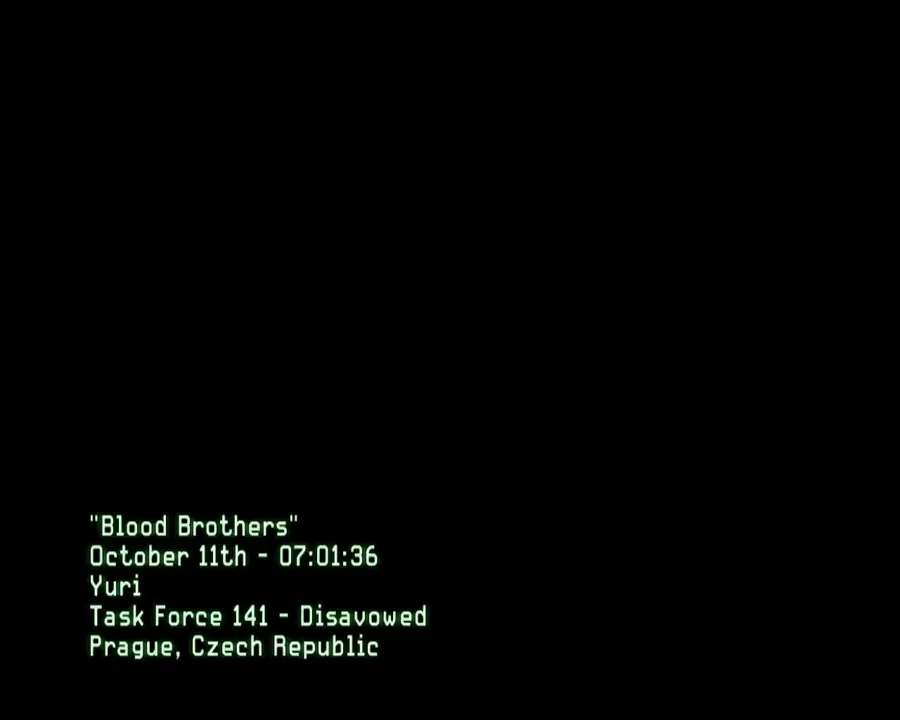 "Blood Brothers"
October 11th - 07:01:36
Yuri
Task Force 141 - Disavowed
Prague, Czech Republic